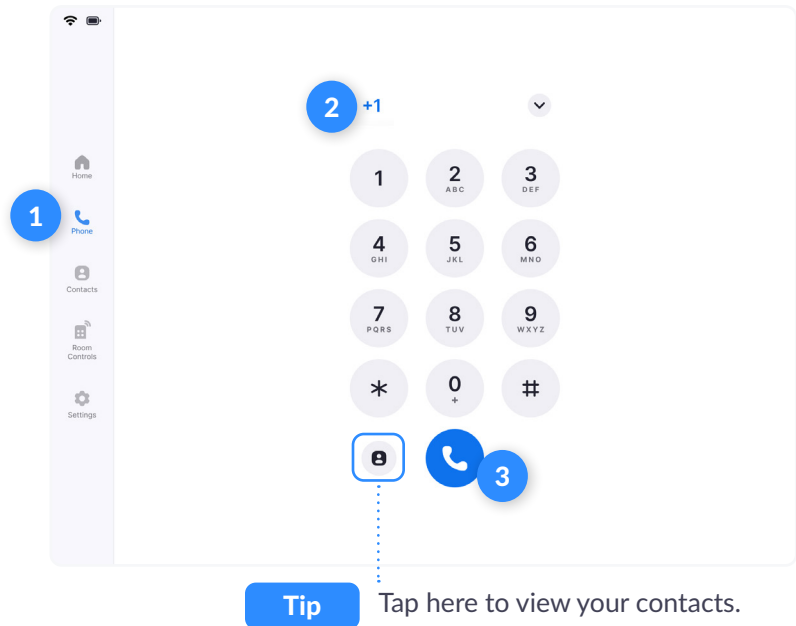 2
+1
Home
1
Phone
Contacts
Room
Controls
Settings
1
2
ABC
3
DEF
4
GHI
5
JKL
6
MNO
7
PQRS
8
TUV
9
WXYZ
*
0
+
#
3
Tip
Tap here to view your contacts.